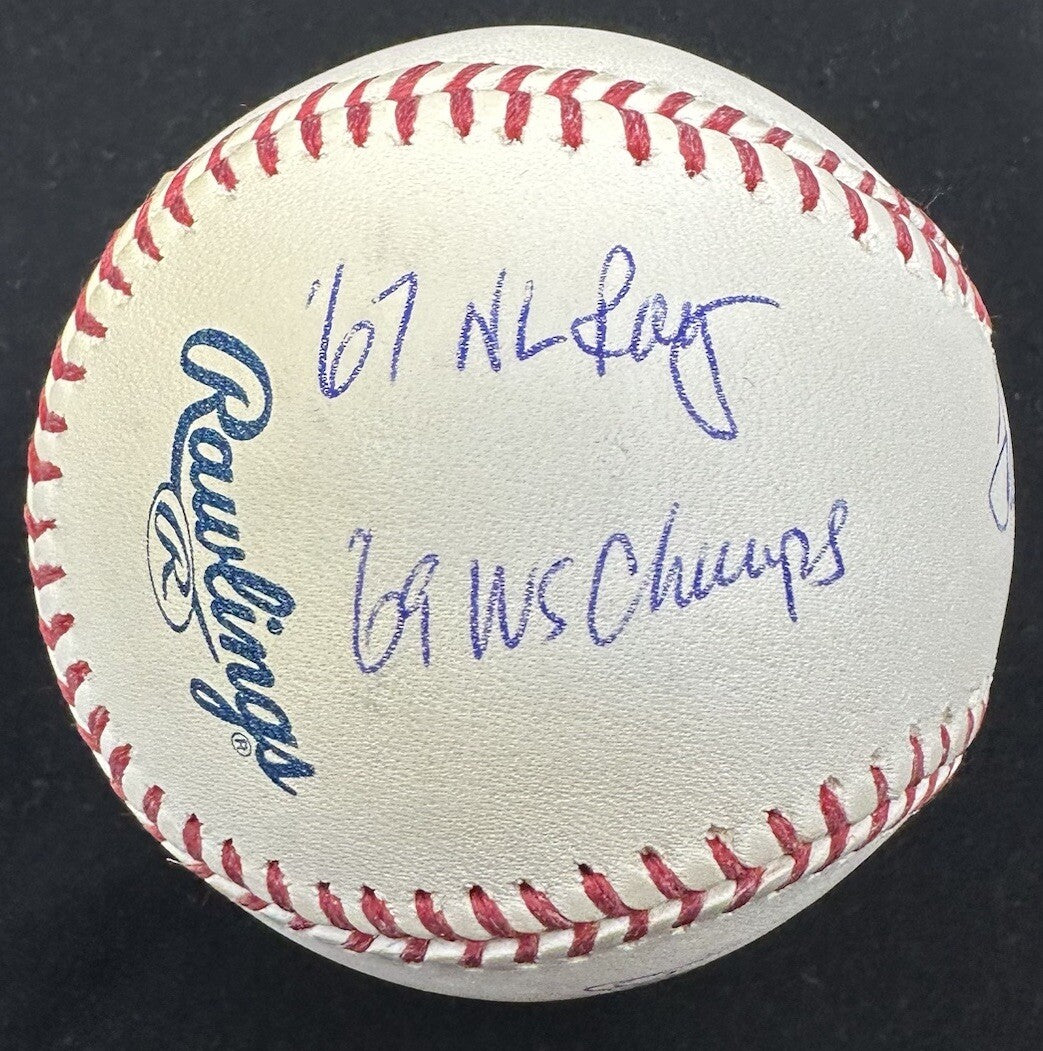 '67 NL Roy
'69 WS Champs
Rawlings ®
R